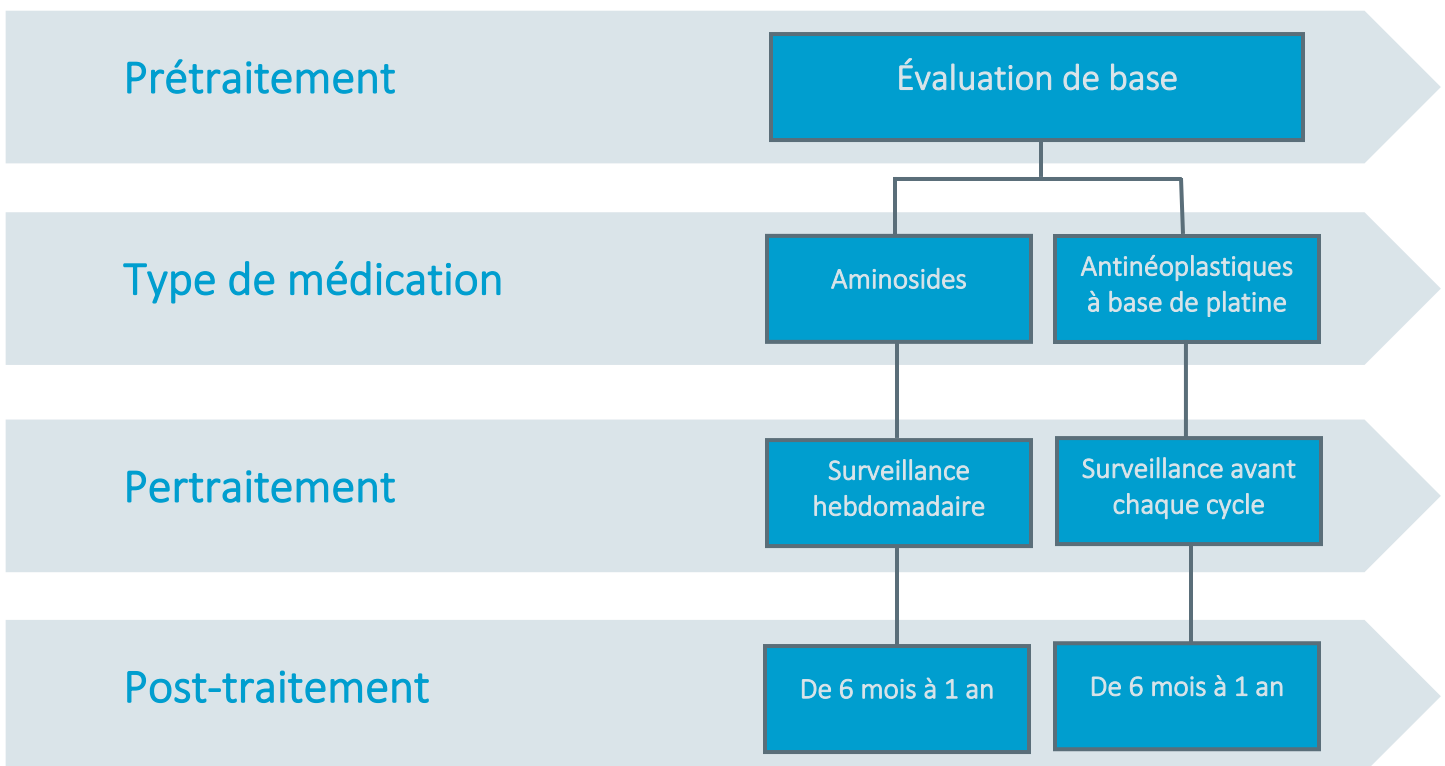 Prétraitement
Évaluation de base
Type de médication
Aminosides
Antinéoplastiques
à base de platine
Pertraitement
Surveillance
hebdomadaire
Surveillance avant
chaque cycle
Post-traitement
De 6 mois à 1 an
De 6 mois à 1 an